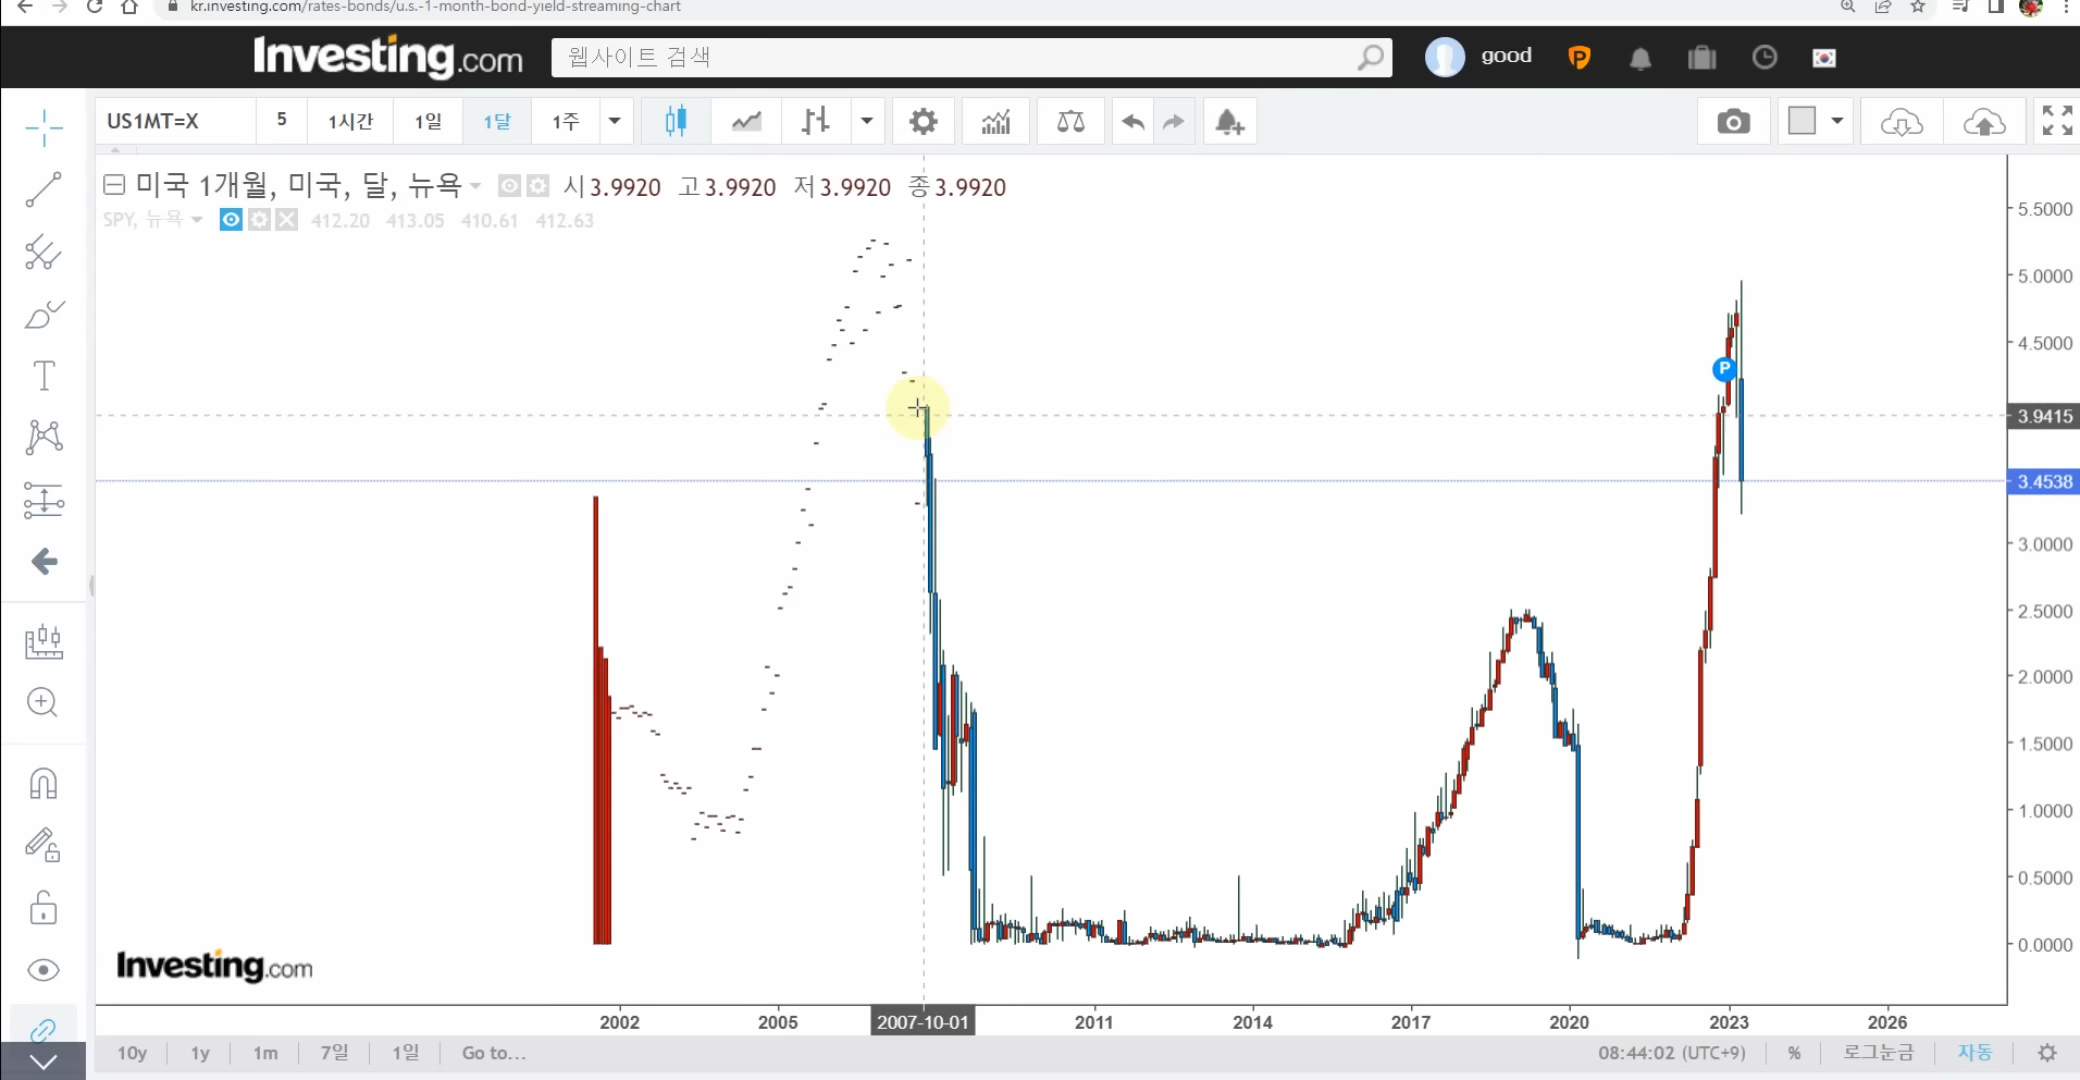 kr.investing.com/rates-bonds/u.s.-1-month-bond-yield-streaming-chart
Investing.com 웹사이트 검색 good
US1MT=X 5 1시간 1일 1달 1주
미국 1개월, 미국, 달, 뉴욕 시 3.9920 고 3.9920 저 3.9920 종 3.9920
SPY, 뉴욕 412.20 413.05 410.61 412.63
5.5000
5.0000
4.5000
P
3.9415
3.4538
3.0000
2.5000
2.0000
1.5000
1.0000
0.5000
0.0000
Investing.com
2002 2005 2007-10-01 2011 2014 2017 2020 2023 2026
10y 1y 1m 7일 1일 Go to... 08:44:02 (UTC+9) % 로그눈금 자동